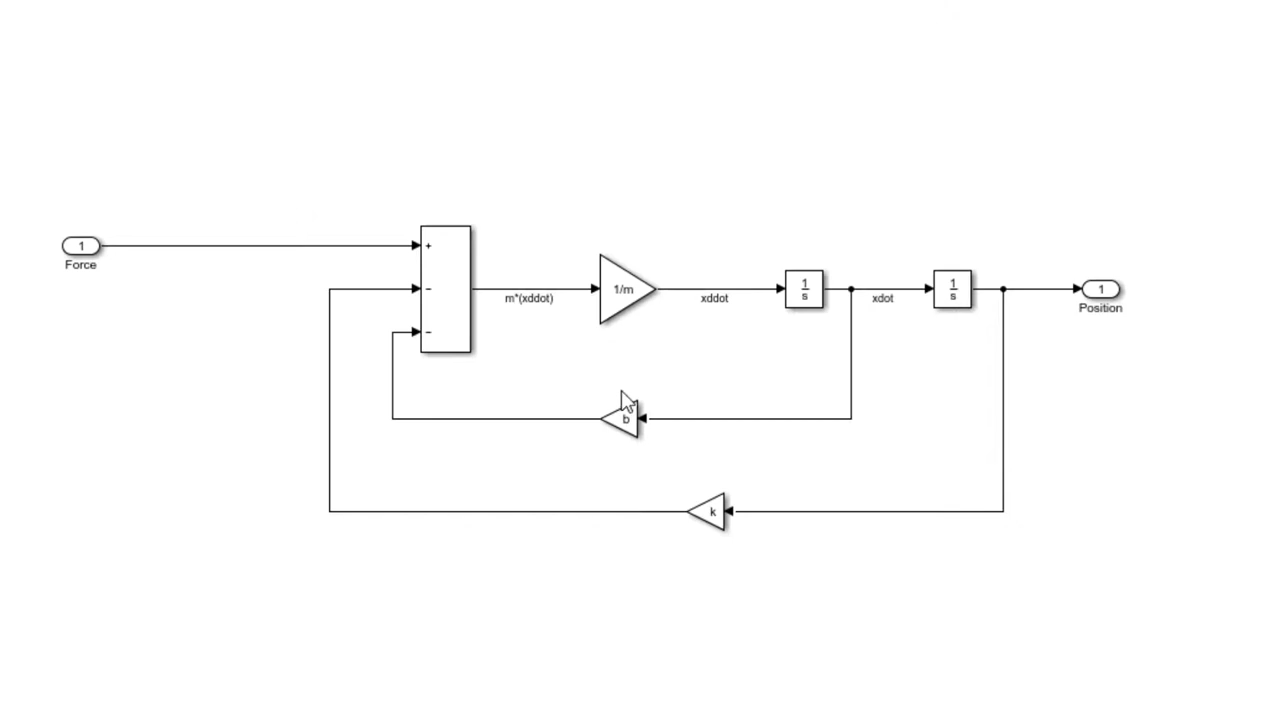 1
Force
+
−
−
m*(xddot)
1/m
xddot
1
s
xdot
1
s
1
Position
b
k